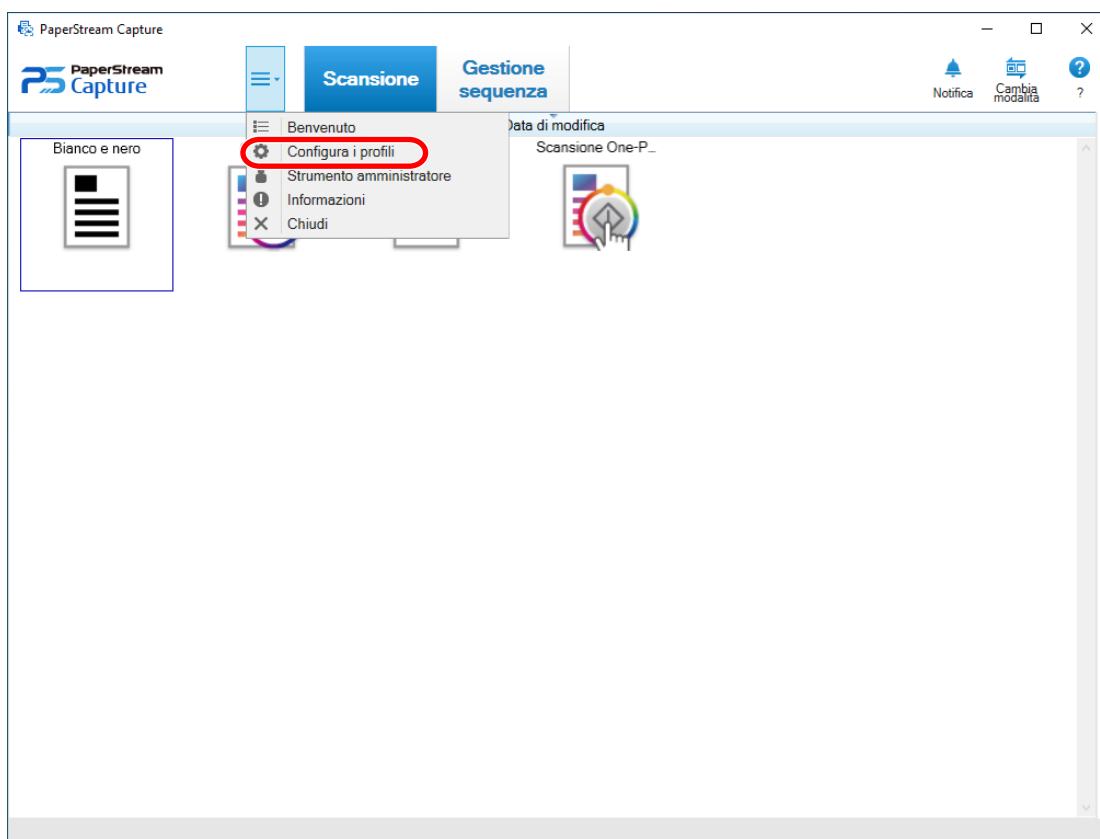 PaperStream Capture
PaperStream
Capture
Scansione
Gestione
sequenza
Notifica
Cambia
modalità
?
Benvenuto
Configura i profili
Strumento amministratore
Informazioni
Chiudi
Data di modifica
Bianco e nero
Scansione One-P...